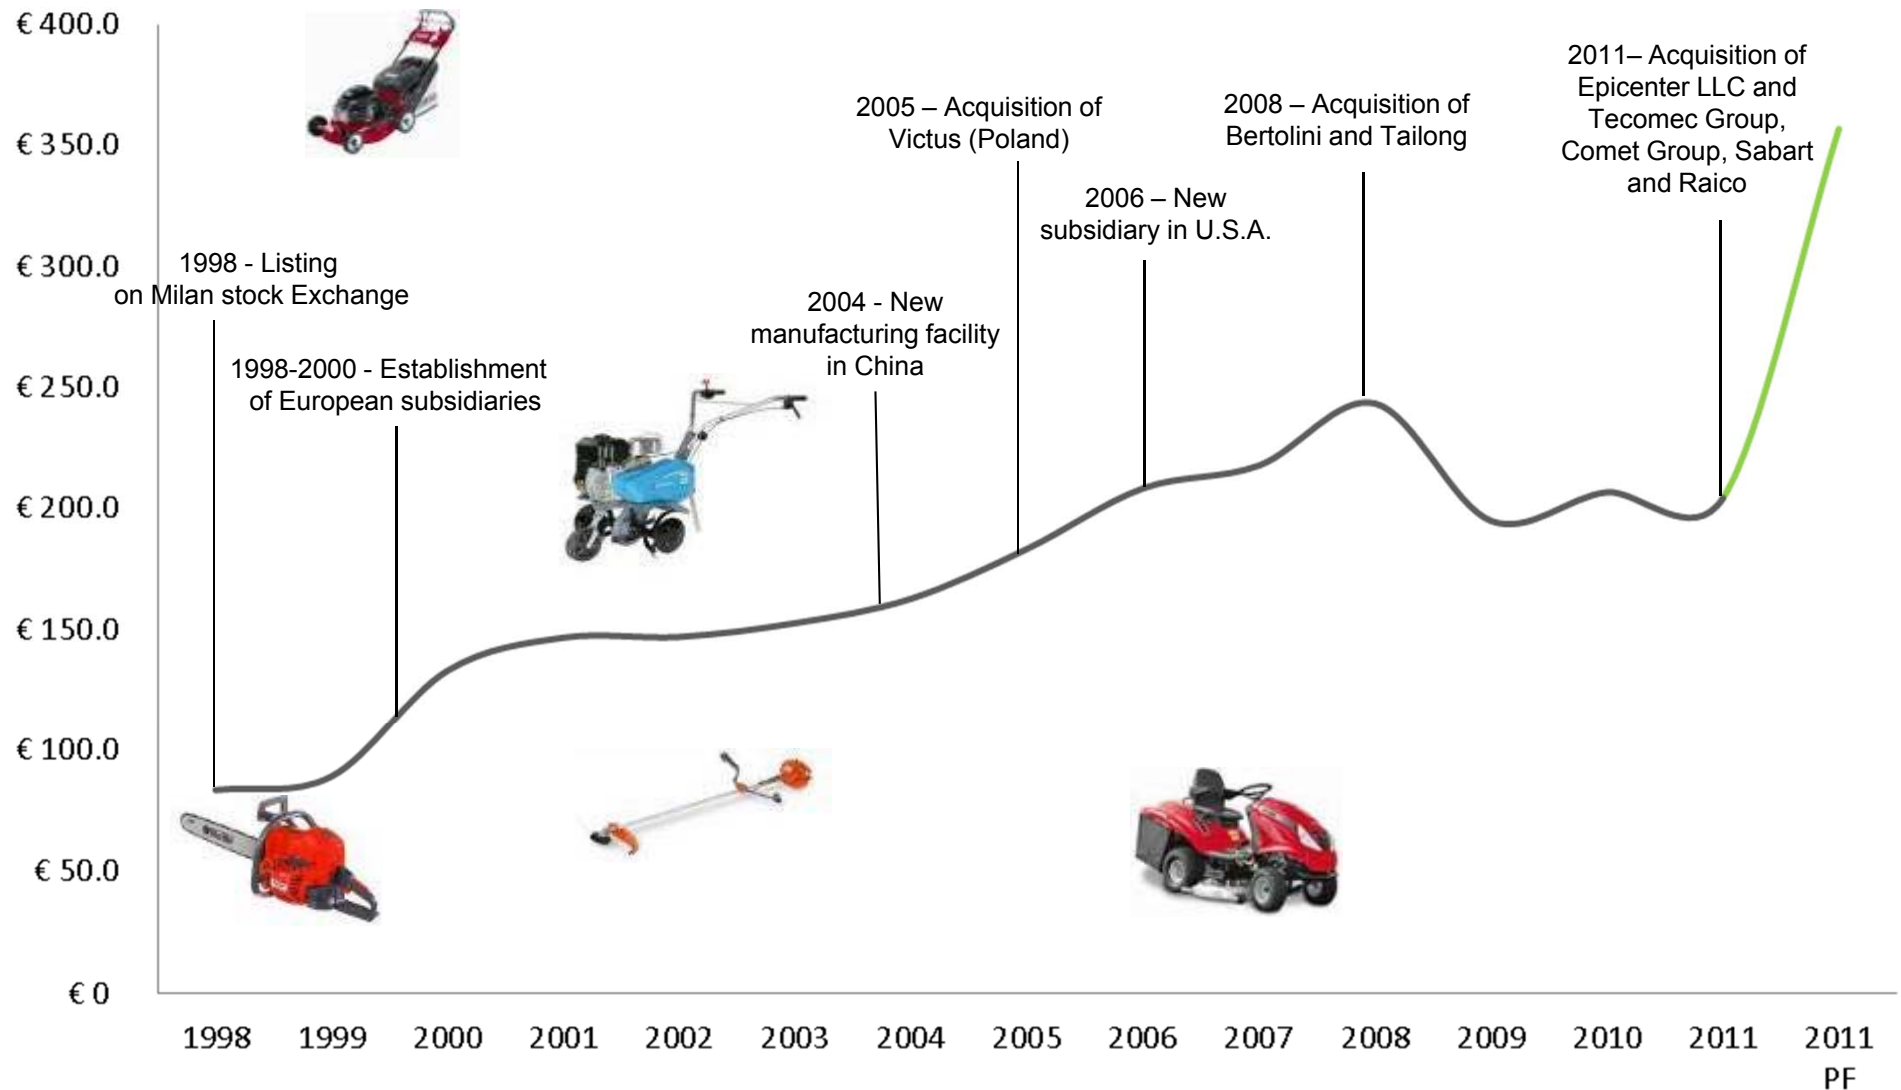 € 400.0
€ 350.0
€ 300.0
€ 250.0
€ 200.0
€ 150.0
€ 100.0
€ 50.0
€ 0
1998 - Listing
on Milan stock Exchange
1998-2000 - Establishment
of European subsidiaries
2004 - New
manufacturing facility
in China
2005 – Acquisition of
Victus (Poland)
2006 – New
subsidiary in U.S.A.
2008 – Acquisition of
Bertolini and Tailong
2011– Acquisition of
Epicenter LLC and
Tecomec Group,
Comet Group, Sabart
and Raico
1998 1999 2000 2001 2002 2003 2004 2005 2006 2007 2008 2009 2010 2011 2011
PF